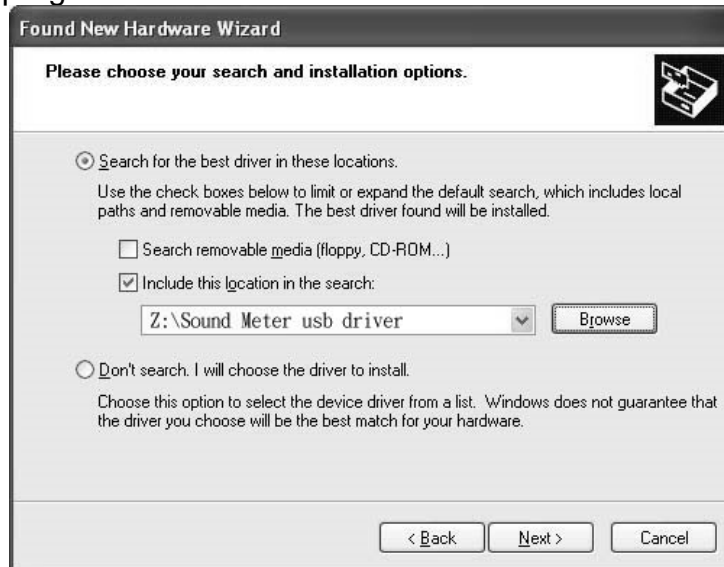 Found New Hardware Wizard
Please choose your search and installation options.
Search for the best driver in these locations.
Use the check boxes below to limit or expand the default search, which includes local
paths and removable media. The best driver found will be installed.
Search removable media (floppy, CD-ROM...)
Include this location in the search:
Z:\Sound Meter usb driver
Browse
Don't search. I will choose the driver to install.
Choose this option to select the device driver from a list. Windows does not guarantee that
the driver you choose will be the best match for your hardware.
< Back
Next >
Cancel